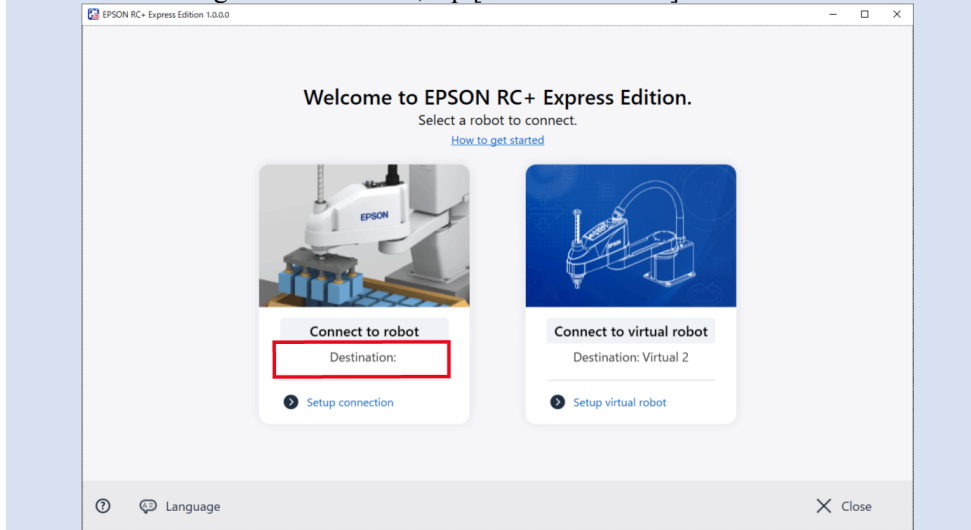 EPSON RC+ Express Edition 1.0.0.0
Welcome to EPSON RC+ Express Edition.
Select a robot to connect.
How to get started
EPSON
Connect to robot
Destination:
Setup connection
Connect to virtual robot
Destination: Virtual 2
Setup virtual robot
Language
Close